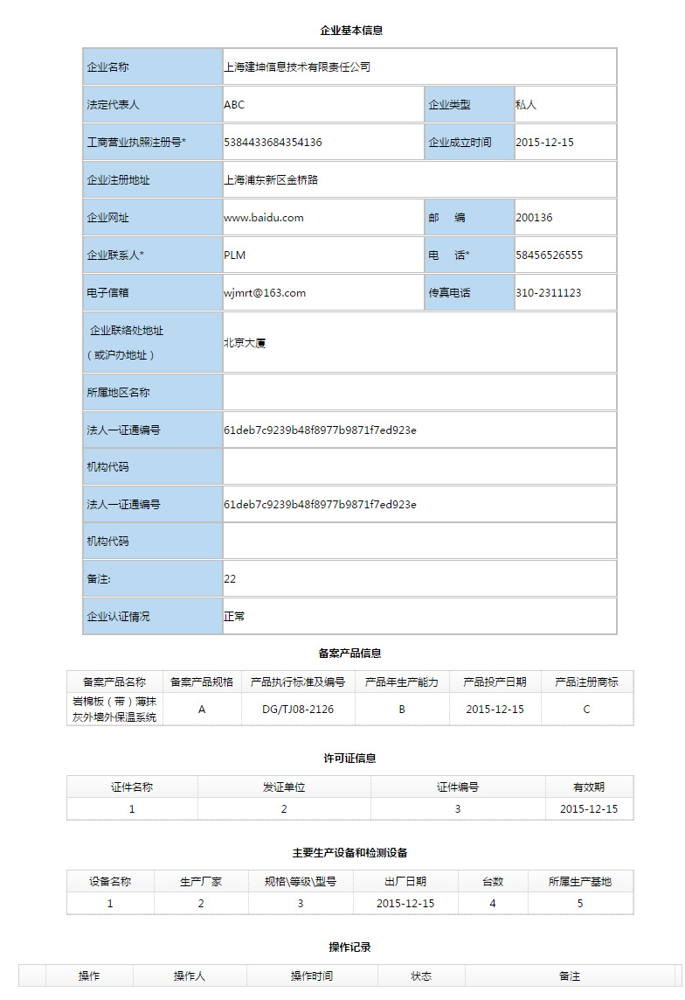 企业基本信息
企业名称 上海建坤信息技术有限责任公司
法定代表人 ABC 企业类型 私人
工商营业执照注册号* 5384433684354136 企业成立时间 2015-12-15
企业注册地址 上海浦东新区金桥路
企业网址 www.baidu.com 邮 编 200136
企业联系人* PLM 电 话* 58456526555
电子信箱 wjmrt@163.com 传真电话 310-2311123
企业联络处地址
（或沪办地址） 北京大厦
所属地区名称
法人一证通编号 61deb7c9239b48f8977b9871f7ed923e
机构代码
法人一证通编号 61deb7c9239b48f8977b9871f7ed923e
机构代码
备注: 22
企业认证情况 正常
备案产品信息
备案产品名称 备案产品规格 产品执行标准及编号 产品年生产能力 产品投产日期 产品注册商标
岩棉板（带）薄抹
灰外墙外保温系统 A DG/TJ08-2126 B 2015-12-15 C
许可证信息
证件名称 发证单位 证件编号 有效期
1 2 3 2015-12-15
主要生产设备和检测设备
设备名称 生产厂家 规格\等级\型号 出厂日期 台数 所属生产基地
1 2 3 2015-12-15 4 5
操作记录
操作 操作人 操作时间 状态 备注